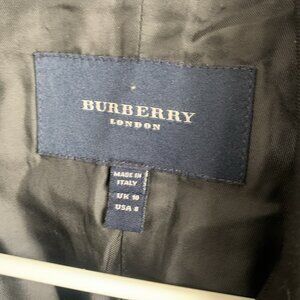 BURBERRY
LONDON
MADE IN
ITALY
UK 10
USA 8